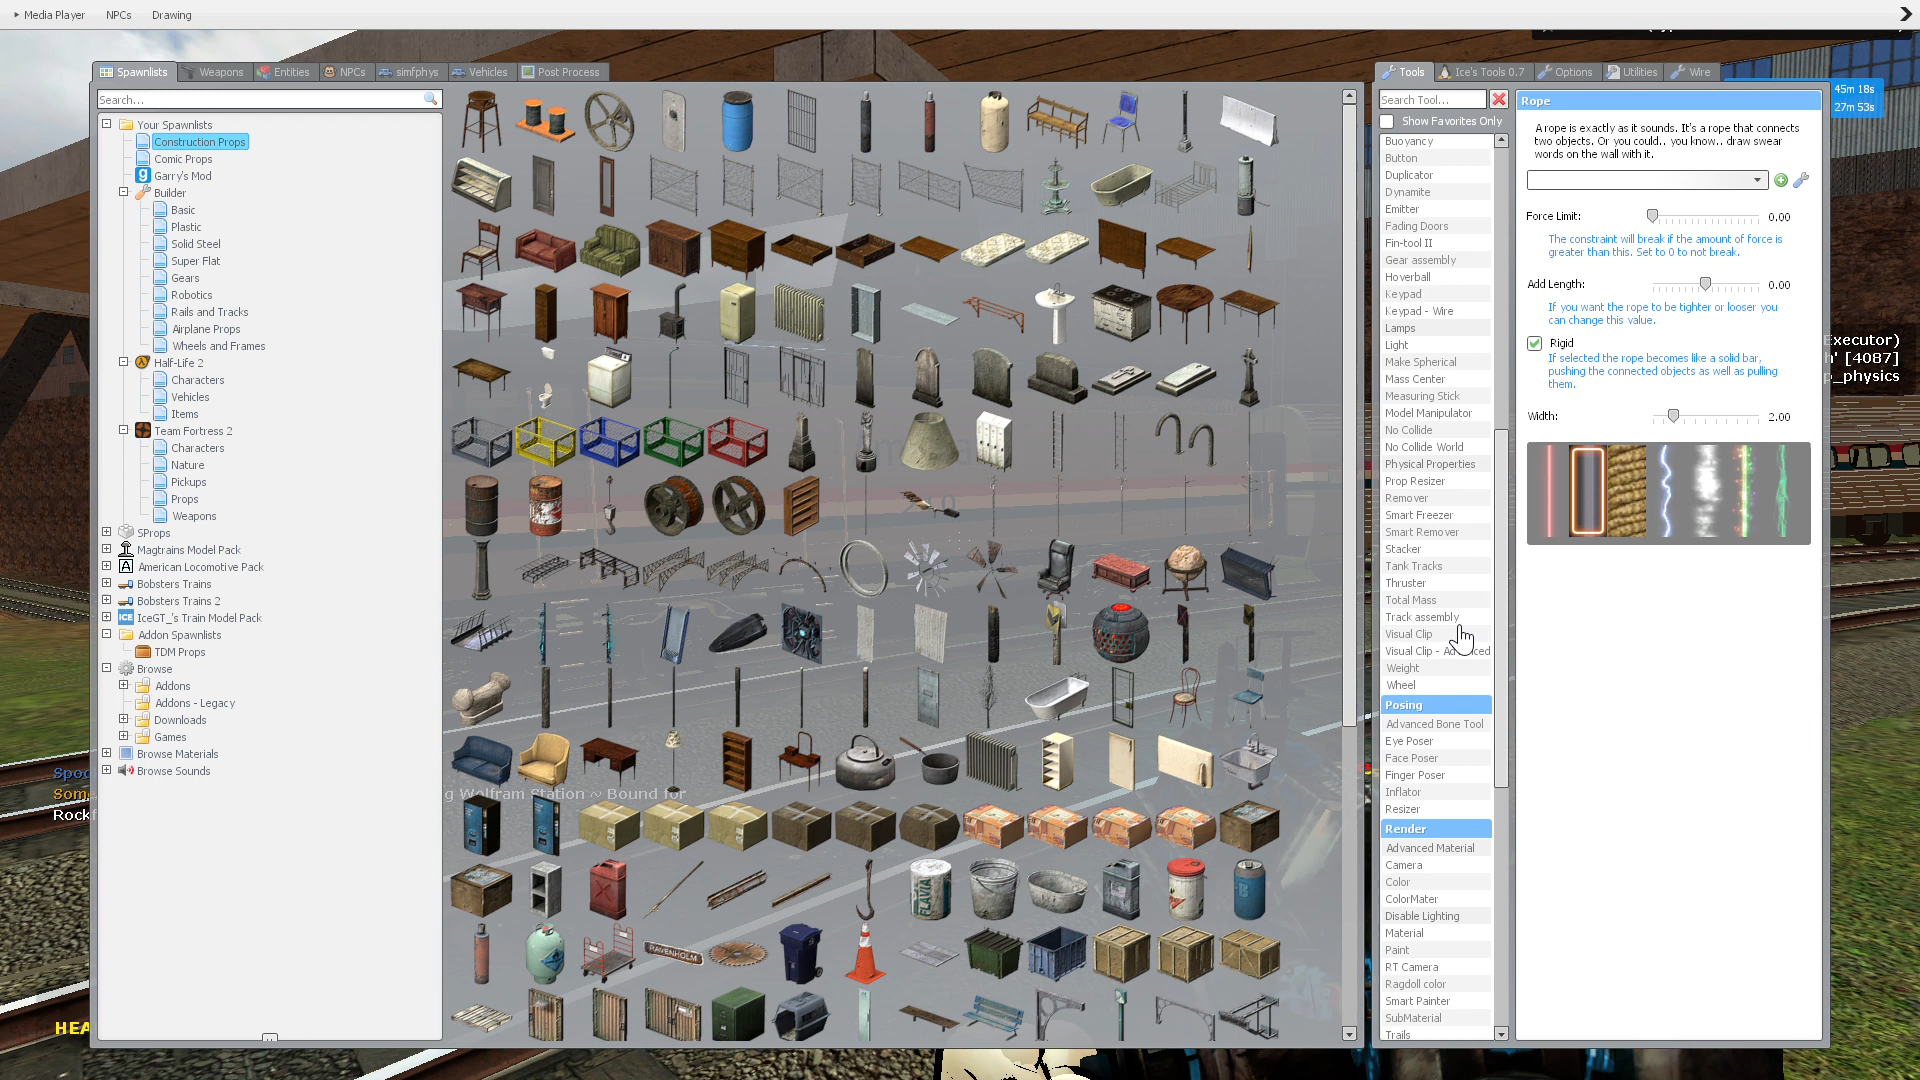 Media Player NPCs Drawing
Spawnlists Weapons Entities NPCs simfphys Vehicles Post Process
Search...
Your Spawnlists
Construction Props
Comic Props
Garry's Mod
Builder
Basic
Plastic
Solid Steel
Super Flat
Gears
Robotics
Rails and Tracks
Airplane Props
Wheels and Frames
Half-Life 2
Characters
Vehicles
Items
Team Fortress 2
Characters
Nature
Pickups
Props
Weapons
SProps
Magtrains Model Pack
American Locomotive Pack
Bobsters Trains
Bobsters Trains 2
IceGT_'s Train Model Pack
Addon Spawnlists
TDM Props
Browse
Addons
Addons - Legacy
Downloads
Games
Browse Materials
Browse Sounds
g Wolfram Station ~ Bound for
RAVENHOLM
FLAVIA
Spoo
Som
Rock
HEA
Tools Ice's Tools 0.7 Options Utilities Wire
Search Tool...
Show Favorites Only
Buoyancy
Button
Duplicator
Dynamite
Emitter
Fading Doors
Fin-tool II
Gear assembly
Hoverball
Keypad
Keypad - Wire
Lamps
Light
Make Spherical
Mass Center
Measuring Stick
Model Manipulator
No Collide
No Collide World
Physical Properties
Prop Resizer
Remover
Smart Freezer
Smart Remover
Stacker
Tank Tracks
Thruster
Total Mass
Track assembly
Visual Clip
Visual Clip - Advanced
Weight
Wheel
Posing
Advanced Bone Tool
Eye Poser
Face Poser
Finger Poser
Inflator
Resizer
Render
Advanced Material
Camera
Color
ColorMater
Disable Lighting
Material
Paint
RT Camera
Ragdoll color
Smart Painter
SubMaterial
Trails
Rope
A rope is exactly as it sounds. It's a rope that connects
two objects. Or you could.. you know.. draw swear
words on the wall with it.
Force Limit: 0.00
The constraint will break if the amount of force is
greater than this. Set to 0 to not break.
Add Length: 0.00
If you want the rope to be tighter or looser you
can change this value.
Rigid
If selected the rope becomes like a solid bar,
pushing the connected objects as well as pulling
them.
Width: 2.00
45m 18s
27m 53s
Executor)
h' [4087]
p_physics